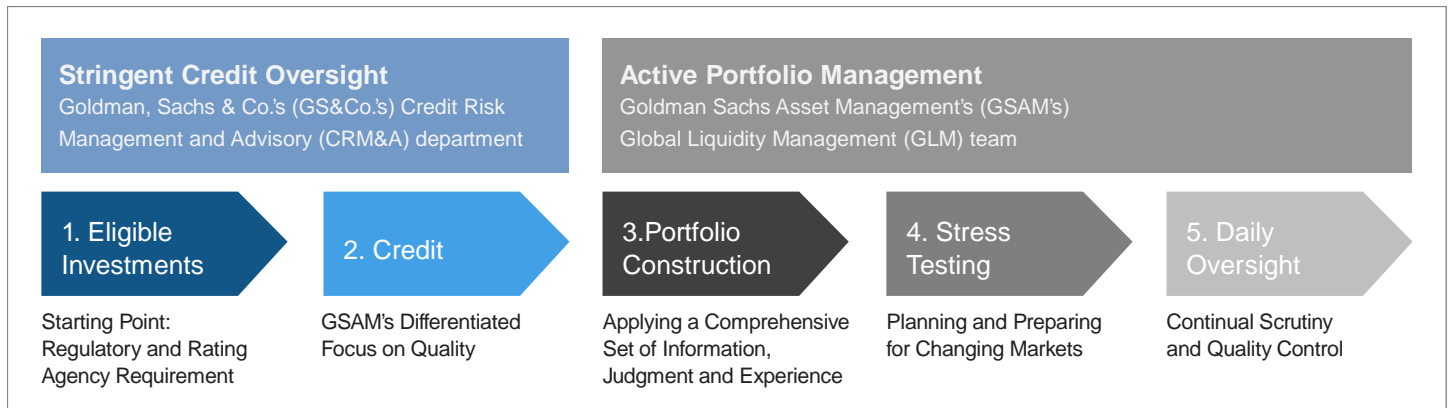 Stringent Credit Oversight
Goldman, Sachs & Co.'s (GS&Co.'s) Credit Risk
Management and Advisory (CRM&A) department
Active Portfolio Management
Goldman Sachs Asset Management's (GSAM's)
Global Liquidity Management (GLM) team
1. Eligible
Investments
Starting Point:
Regulatory and Rating
Agency Requirement
2. Credit
GSAM's Differentiated
Focus on Quality
3.Portfolio
Construction
Applying a Comprehensive
Set of Information,
Judgment and Experience
4. Stress
Testing
Planning and Preparing
for Changing Markets
5. Daily
Oversight
Continual Scrutiny
and Quality Control